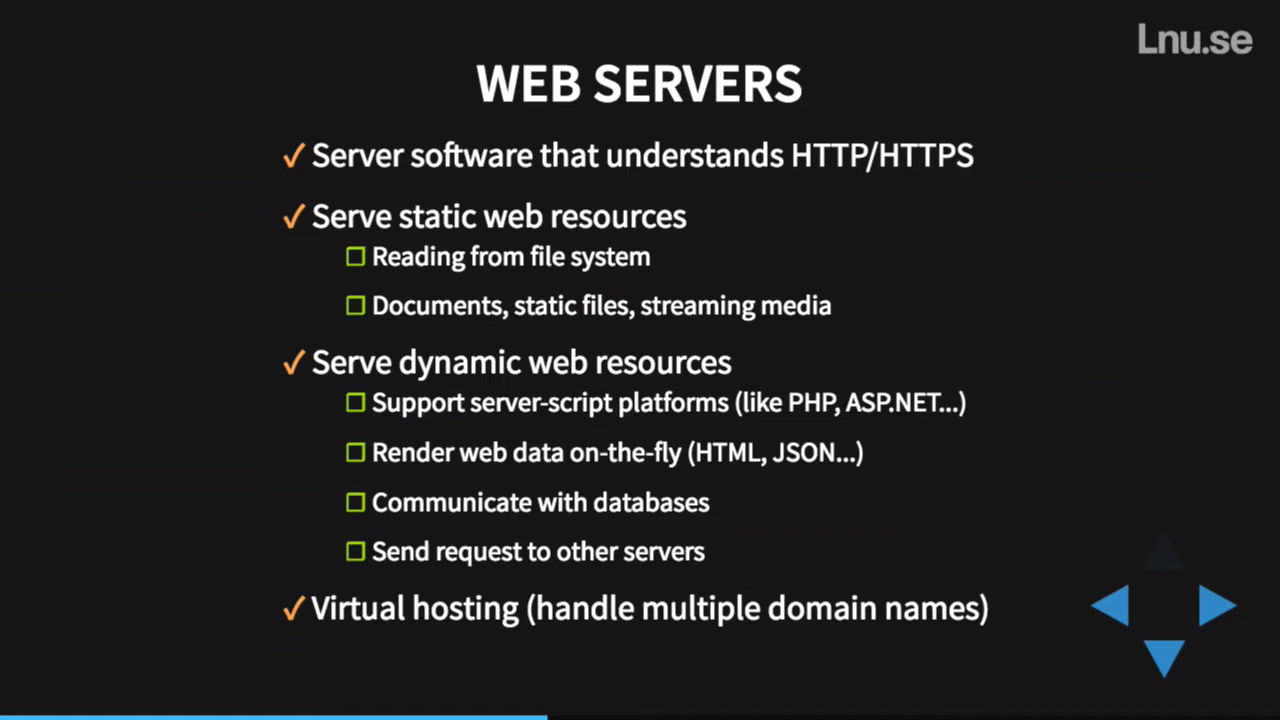 Lnu.se
WEB SERVERS
✓ Server software that understands HTTP/HTTPS
✓ Serve static web resources
❒ Reading from file system
❒ Documents, static files, streaming media
✓ Serve dynamic web resources
❒ Support server-script platforms (like PHP, ASP.NET...)
❒ Render web data on-the-fly (HTML, JSON...)
❒ Communicate with databases
❒ Send request to other servers
✓ Virtual hosting (handle multiple domain names)